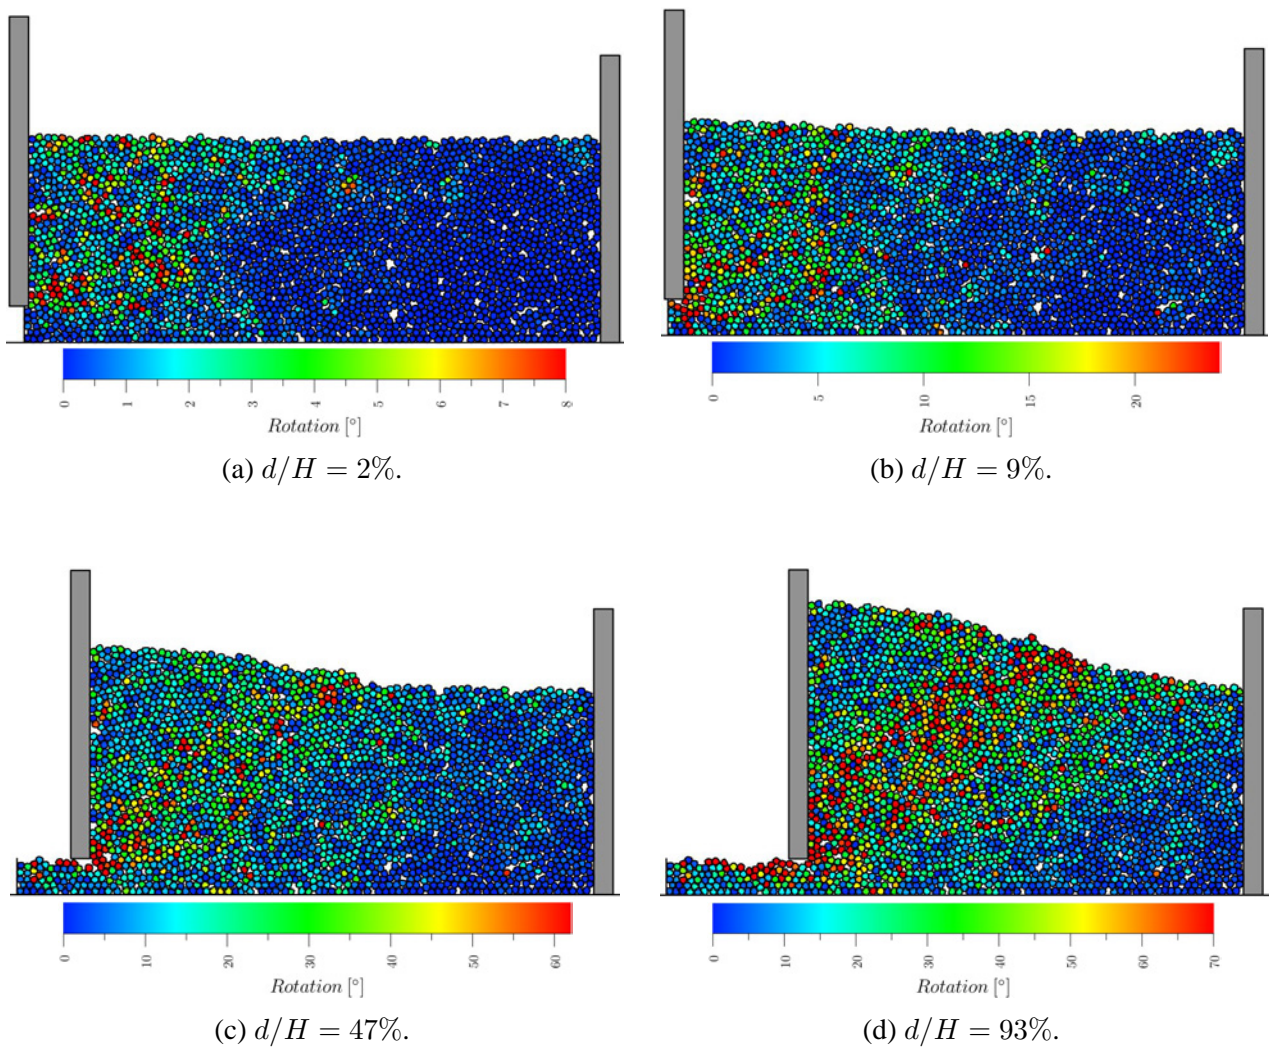 0 1 2 3 4 5 6 7 8
Rotation [°]
(a) d/H = 2%.
0 5 10 15 20
Rotation [°]
(b) d/H = 9%.
0 10 20 30 40 50 60
Rotation [°]
(c) d/H = 47%.
0 10 20 30 40 50 60 70
Rotation [°]
(d) d/H = 93%.